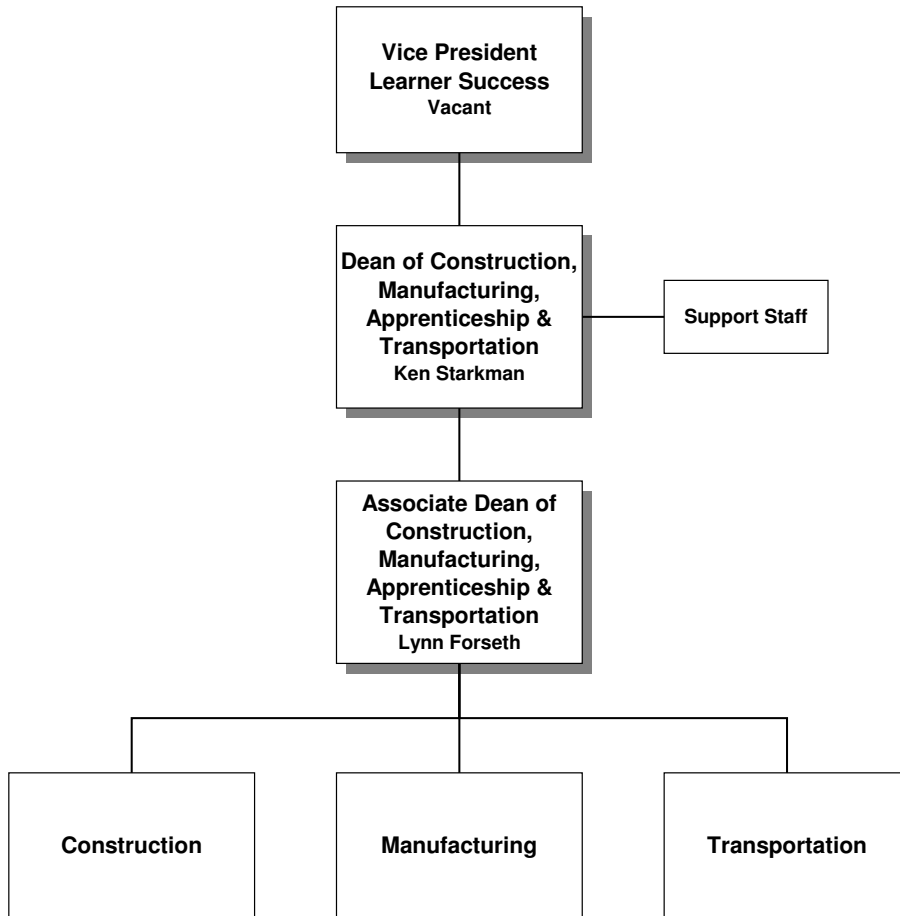 Vice President
Learner Success
Vacant
Dean of Construction,
Manufacturing,
Apprenticeship &
Transportation
Ken Starkman
Support Staff
Associate Dean of
Construction,
Manufacturing,
Apprenticeship &
Transportation
Lynn Forseth
Construction
Manufacturing
Transportation